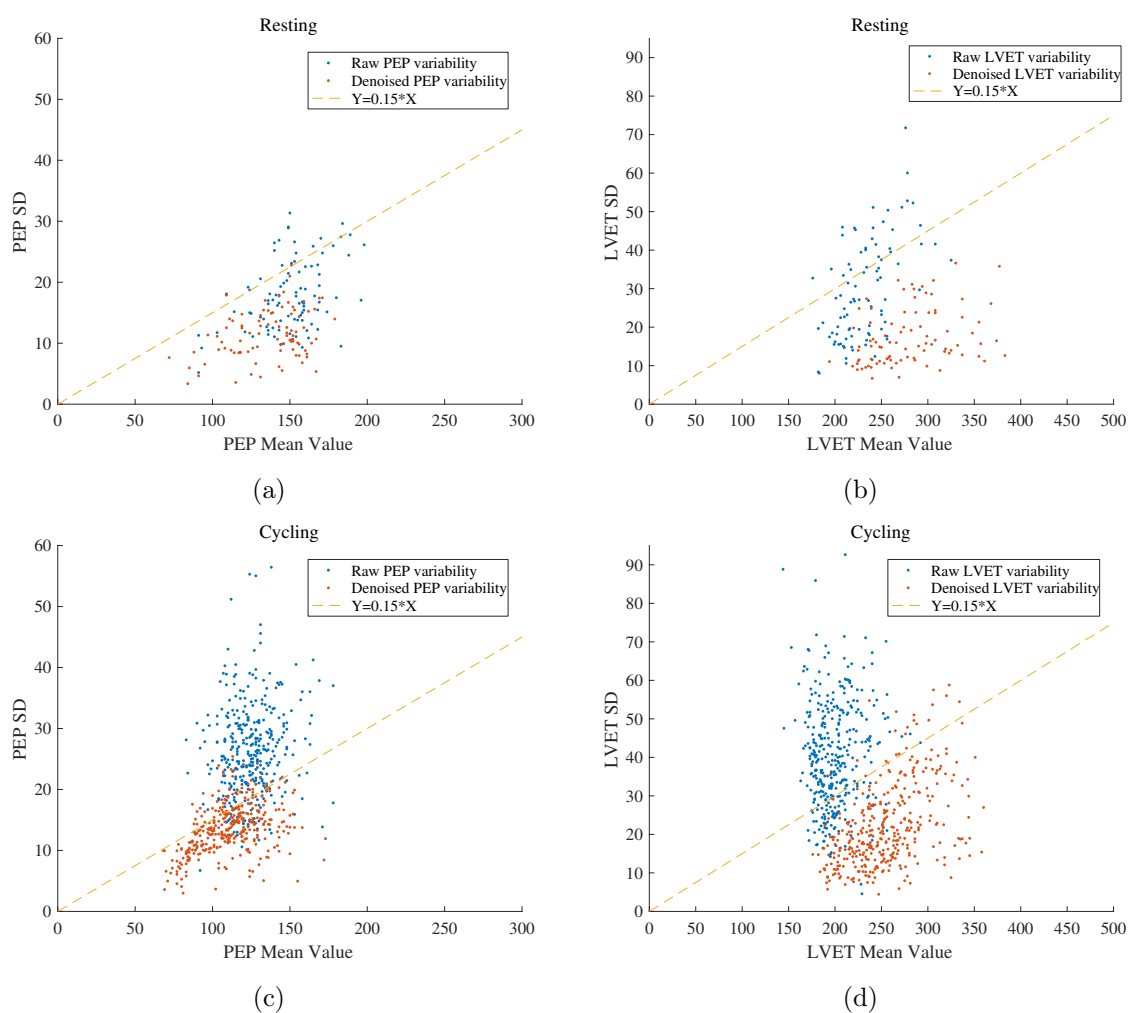 Resting
60
50
40
30
20
10
0
PEP SD
Raw PEP variability
Denoised PEP variability
Y=0.15*X
0 50 100 150 200 250 300
PEP Mean Value
(a)
Resting
90
80
70
60
50
40
30
20
10
0
LVET SD
Raw LVET variability
Denoised LVET variability
Y=0.15*X
0 50 100 150 200 250 300 350 400 450 500
LVET Mean Value
(b)
Cycling
60
50
40
30
20
10
0
PEP SD
Raw PEP variability
Denoised PEP variability
Y=0.15*X
0 50 100 150 200 250 300
PEP Mean Value
(c)
Cycling
90
80
70
60
50
40
30
20
10
0
LVET SD
Raw LVET variability
Denoised LVET variability
Y=0.15*X
0 50 100 150 200 250 300 350 400 450 500
LVET Mean Value
(d)